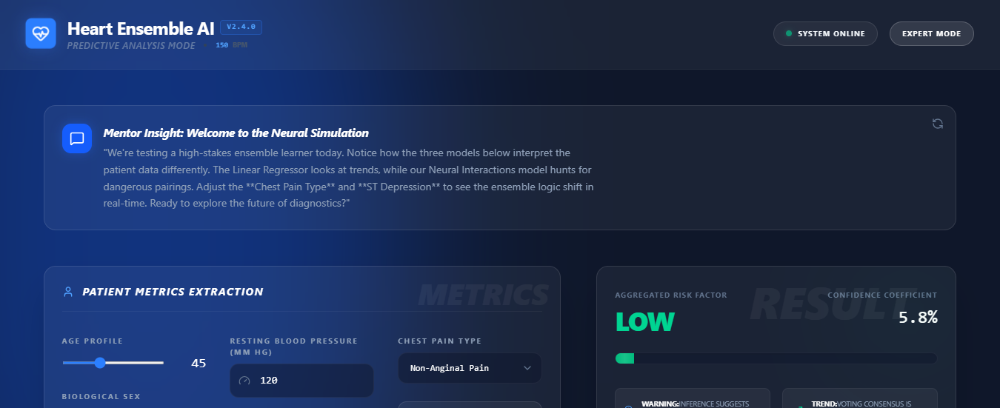 Heart Ensemble AI V2.4.0
PREDICTIVE ANALYSIS MODE 150 BPM
SYSTEM ONLINE
EXPERT MODE
Mentor Insight: Welcome to the Neural Simulation
"We're testing a high-stakes ensemble learner today. Notice how the three models below interpret the
patient data differently. The Linear Regressor looks at trends, while our Neural Interactions model hunts for
dangerous pairings. Adjust the **Chest Pain Type** and **ST Depression** to see the ensemble logic shift in
real-time. Ready to explore the future of diagnostics?"
PATIENT METRICS EXTRACTION
METRICS
AGE PROFILE
45
BIOLOGICAL SEX
RESTING BLOOD PRESSURE
(MM HG)
120
CHEST PAIN TYPE
Non-Anginal Pain
RESULT
AGGREGATED RISK FACTOR
LOW
CONFIDENCE COEFFICIENT
5.8%
WARNING:INFERENCE SUGGESTS
TREND:VOTING CONSENSUS IS